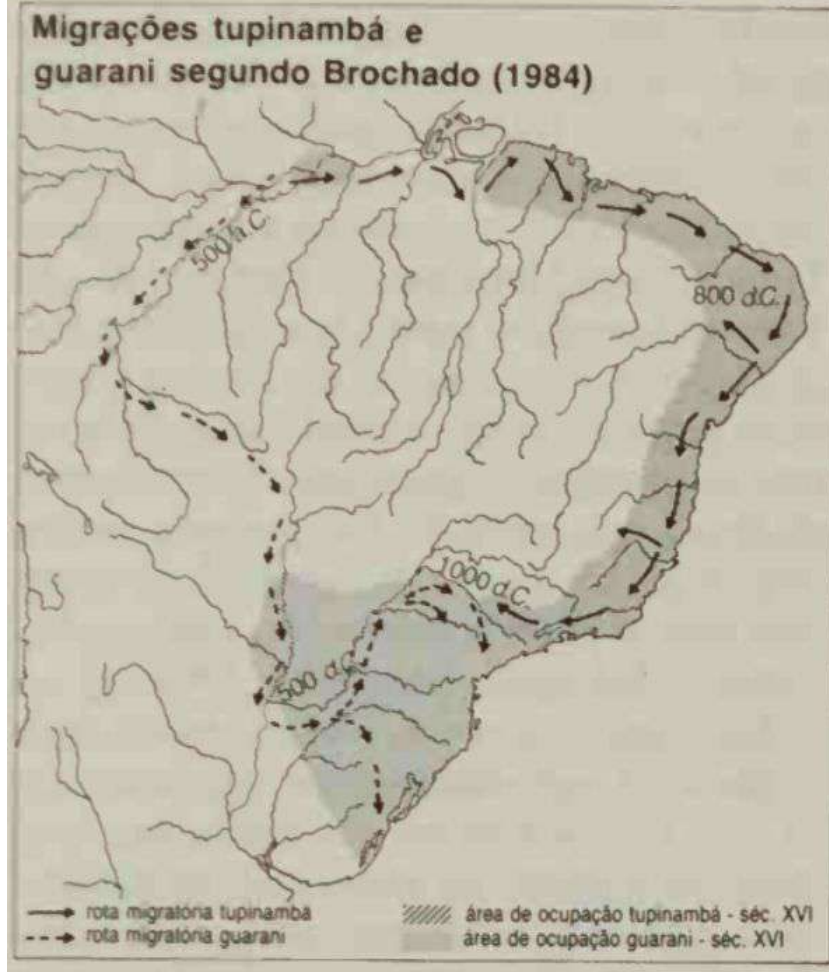 Migrações tupinambá e
guarani segundo Brochado (1984)
500 a.C.
800 d.C.
1000 d.C.
500 d.C.
rota migratória tupinambá
rota migratória guarani
área de ocupação tupinambá - séc. XVI
área de ocupação guarani - séc. XVI